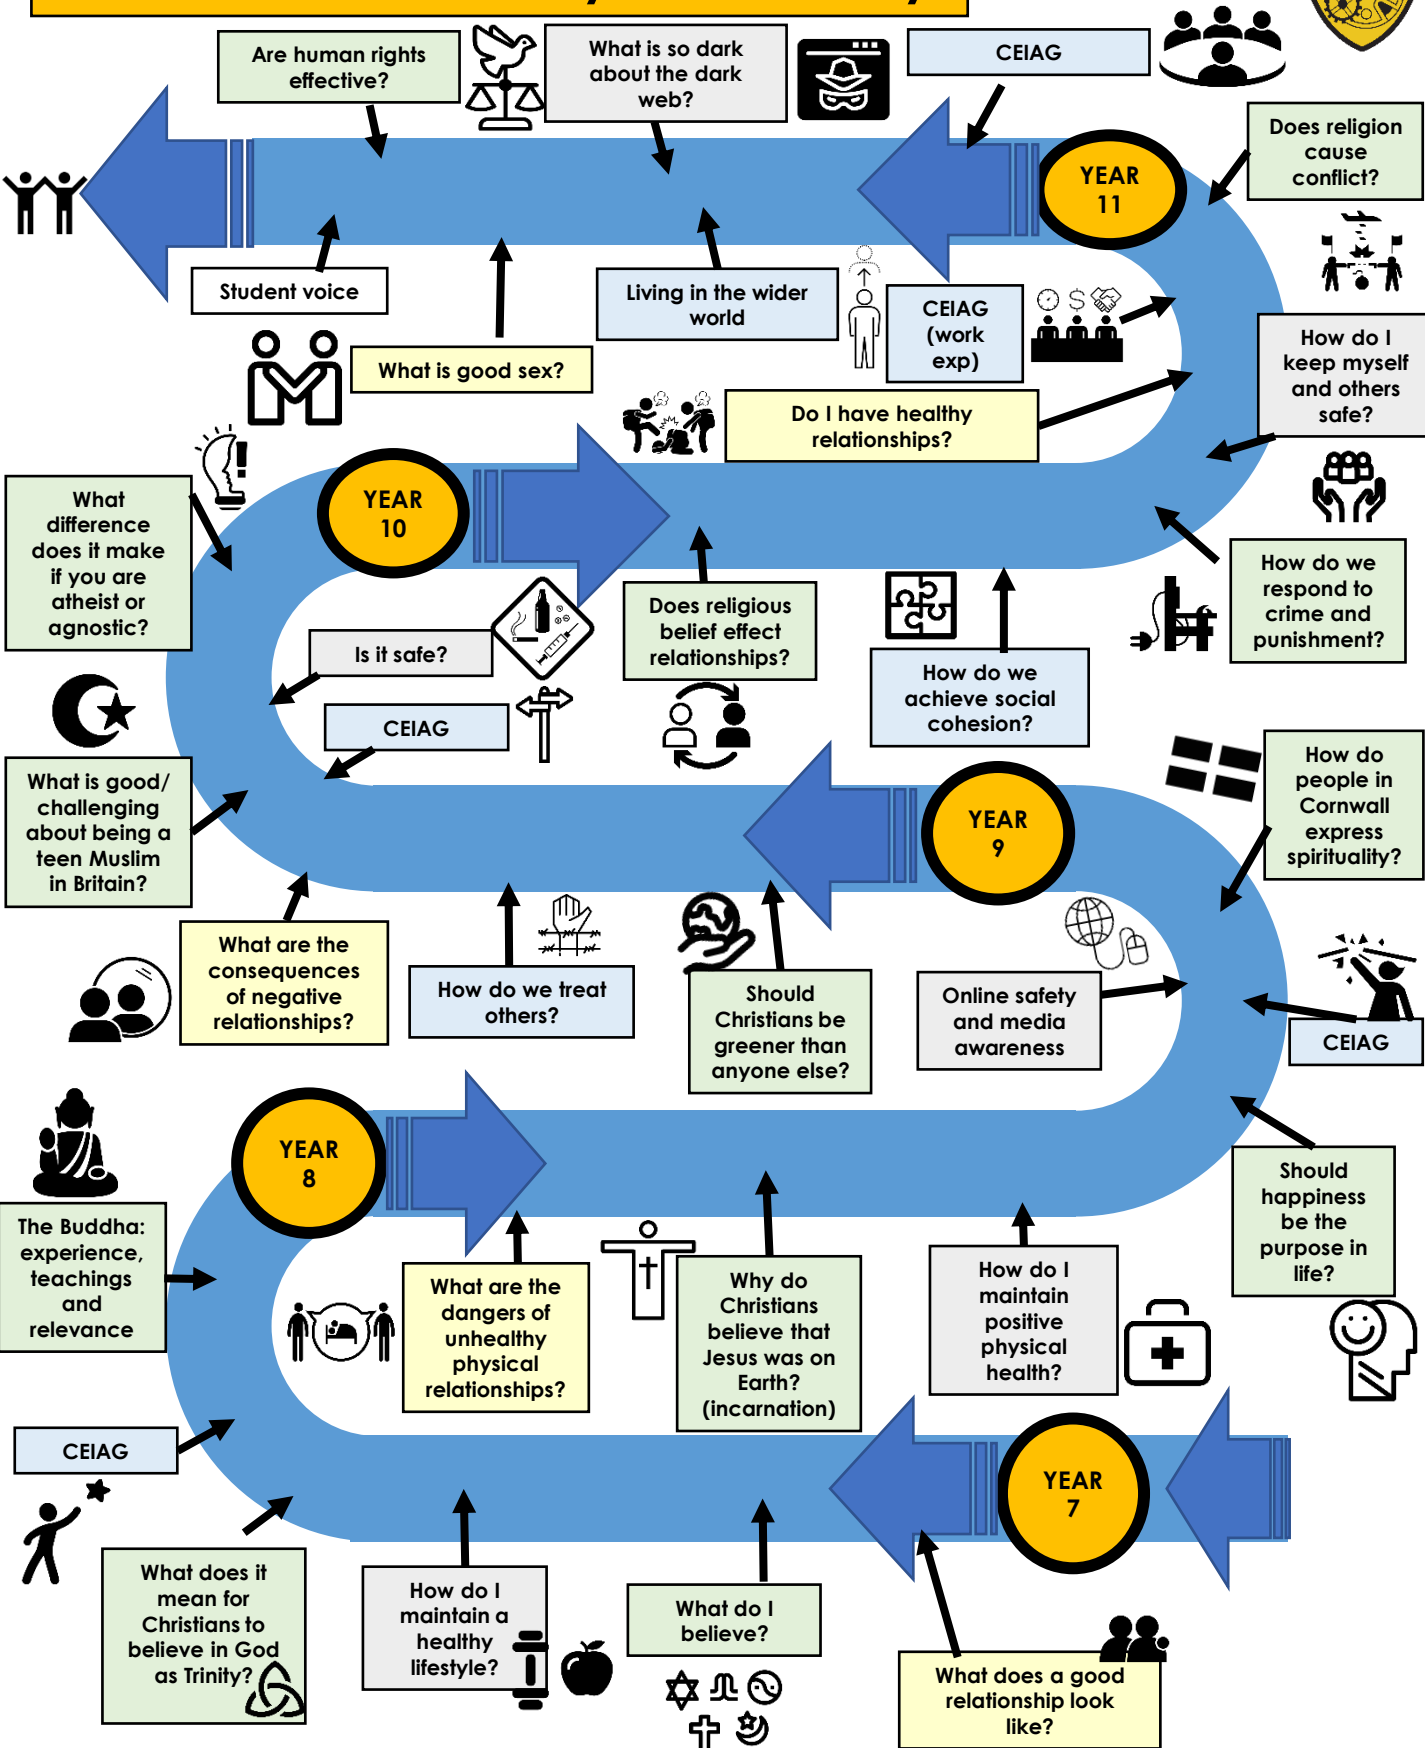 Are human rights
effective?
What is so dark
about the dark
web?
CEIAG
Does religion
cause
conflict?
YEAR
11
Student voice
What is good sex?
Living in the wider
world
CEIAG
(work
exp)
$
How do I
keep myself
and others
safe?
Do I have healthy
relationships?
What
difference
does it make
if you are
atheist or
agnostic?
YEAR
10
Is it safe?
Does religious
belief effect
relationships?
How do we
achieve social
cohesion?
How do we
respond to
crime and
punishment?
CEIAG
What is good/
challenging
about being a
teen Muslim
in Britain?
YEAR
9
How do
people in
Cornwall
express
spirituality?
What are the
consequences
of negative
relationships?
How do we treat
others?
Should
Christians be
greener than
anyone else?
Online safety
and media
awareness
CEIAG
YEAR
8
Should
happiness
be the
purpose in
life?
The Buddha:
experience,
teachings
and
relevance
What are the
dangers of
unhealthy
physical
relationships?
Why do
Christians
believe that
Jesus was on
Earth?
(incarnation)
How do I
maintain
positive
physical
health?
CEIAG
YEAR
7
What does it
mean for
Christians to
believe in God
as Trinity?
How do I
maintain a
healthy
lifestyle?
What do I
believe?
What does a good
relationship look
like?